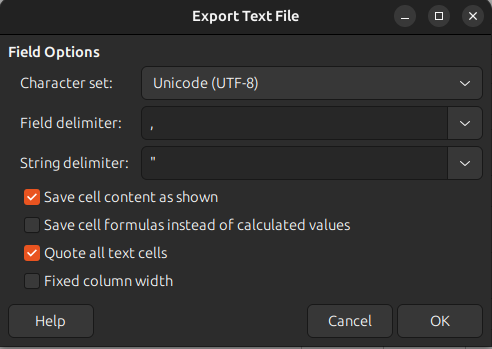 Export Text File
Field Options
Character set: Unicode (UTF-8)
Field delimiter: ,
String delimiter: "
Save cell content as shown
Save cell formulas instead of calculated values
Quote all text cells
Fixed column width
Help Cancel OK